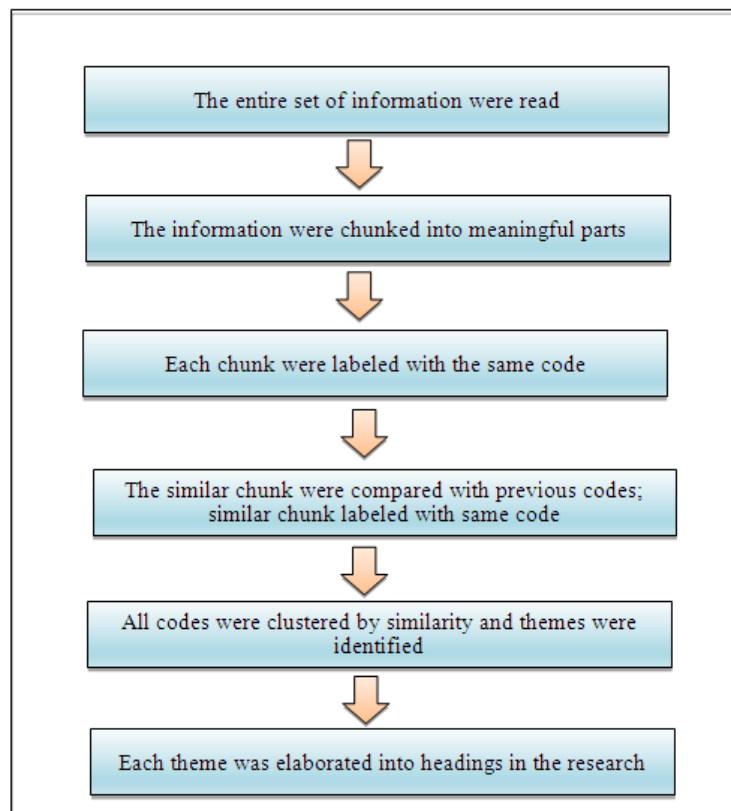 The entire set of information were read
The information were chunked into meaningful parts
Each chunk were labeled with the same code
The similar chunk were compared with previous codes;
similar chunk labeled with same code
All codes were clustered by similarity and themes were
identified
Each theme was elaborated into headings in the research